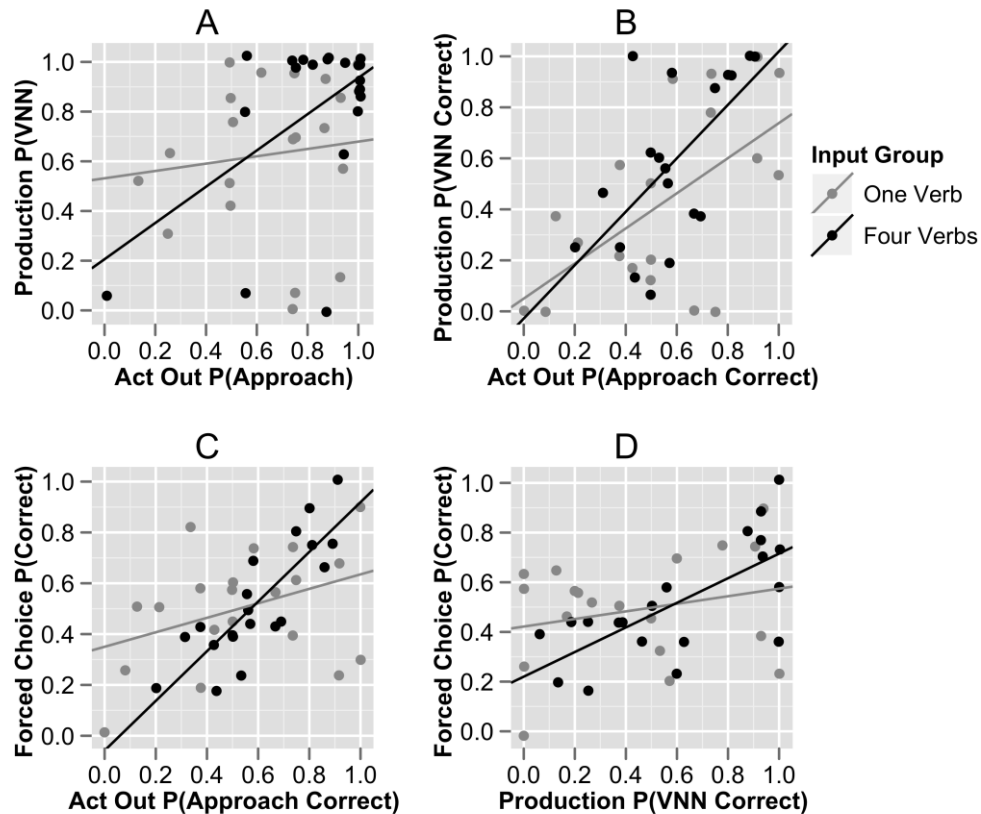 A
Production P(VNN)
1.0
0.8
0.6
0.4
0.2
0.0
0.0 0.2 0.4 0.6 0.8 1.0
Act Out P(Approach)
B
Production P(VNN Correct)
1.0
0.8
0.6
0.4
0.2
0.0
0.0 0.2 0.4 0.6 0.8 1.0
Act Out P(Approach Correct)
Input Group
One Verb
Four Verbs
C
Forced Choice P(Correct)
1.0
0.8
0.6
0.4
0.2
0.0
0.0 0.2 0.4 0.6 0.8 1.0
Act Out P(Approach Correct)
D
Forced Choice P(Correct)
1.0
0.8
0.6
0.4
0.2
0.0
0.0 0.2 0.4 0.6 0.8 1.0
Production P(VNN Correct)